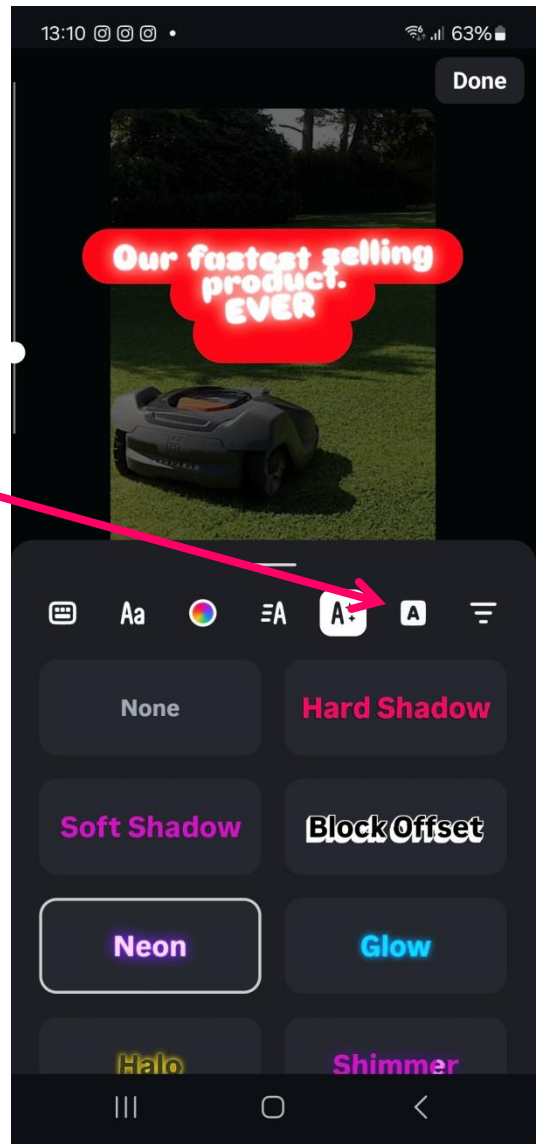 13:10
63%
Done
Our fastest selling
product.
EVER
Aa
A
A
A
None
Hard Shadow
Soft Shadow
Block Offset
Neon
Glow
Halo
Shimmer